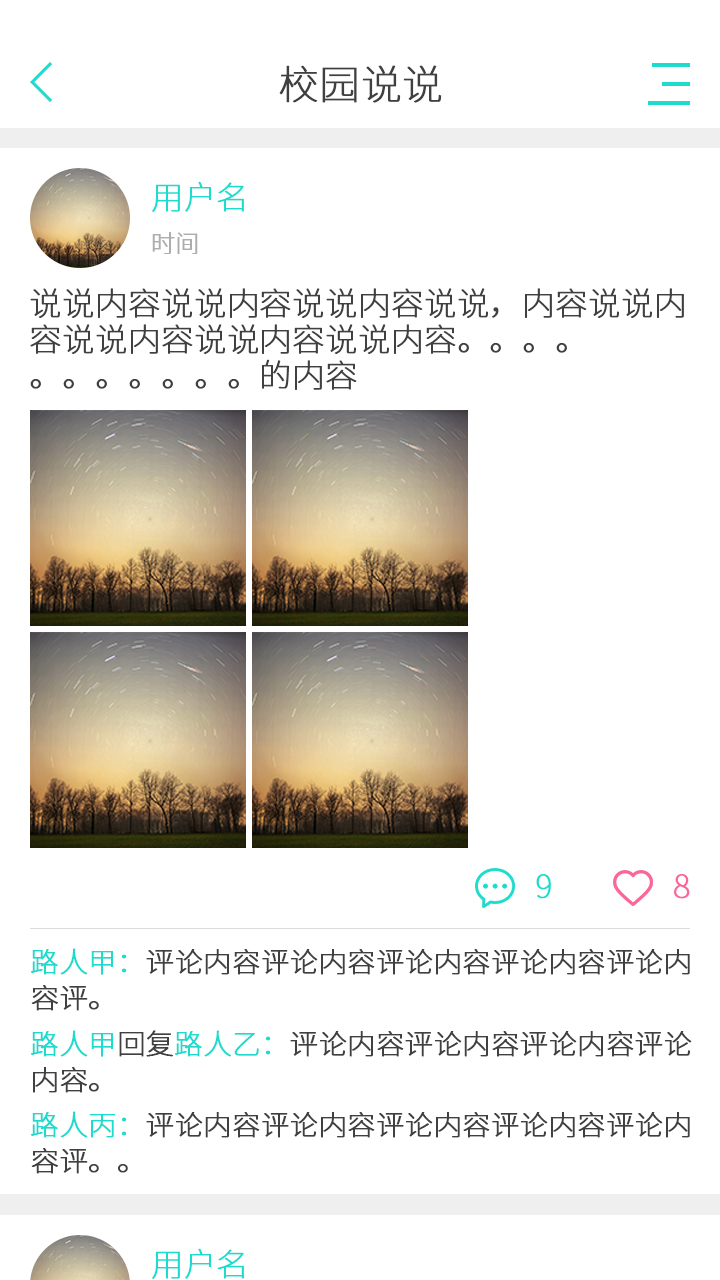 校园说说
用户名
时间
说说内容说说内容说说内容说说，内容说说内
容说说内容说说内容说说内容。。。。
。。。。。。。的内容
9 8
路人甲：评论内容评论内容评论内容评论内容评论内
容评。
路人甲回复路人乙：评论内容评论内容评论内容评论
内容。
路人丙：评论内容评论内容评论内容评论内容评论内
容评。。
用户名